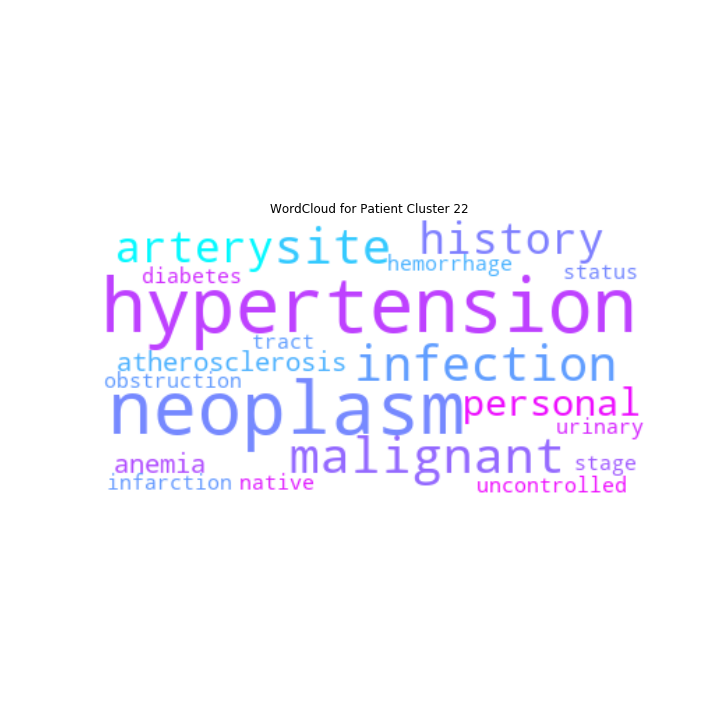 WordCloud for Patient Cluster 22
artery site history
hemorrhage
diabetes status
hypertension
tract
atherosclerosis infection
obstruction
neoplasm personal
urinary
anemia malignant stage
infarction native uncontrolled